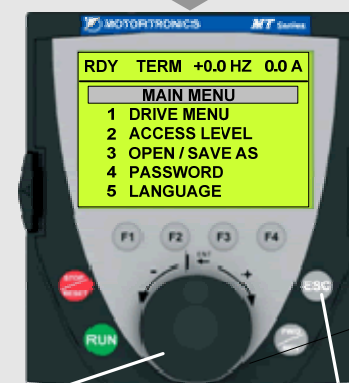 MOTORTRONICS MT Series
RDY TERM +0.0 HZ 0.0 A
MAIN MENU
1 DRIVE MENU
2 ACCESS LEVEL
3 OPEN / SAVE AS
4 PASSWORD
5 LANGUAGE
F1 F2 F3 F4
ENT
- +
STOP
RESET
ESC
RUN
FWD